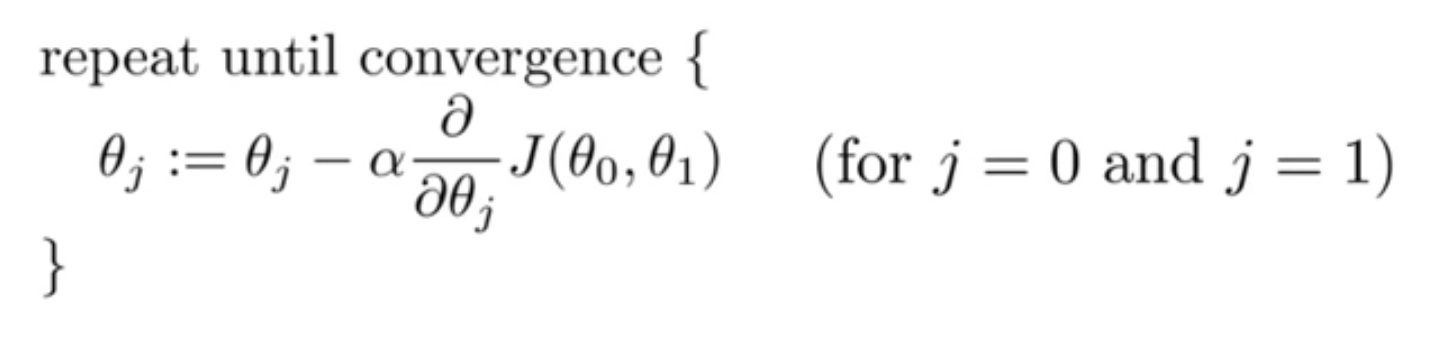 repeat until convergence {
θ_j := θ_j − α ∂/∂θ_j J(θ_0, θ_1) (for j = 0 and j = 1)
}